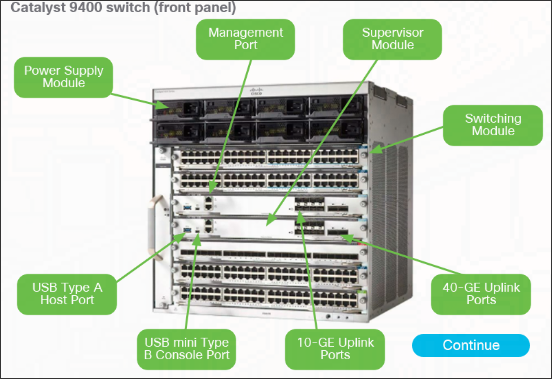 Catalyst 9400 switch (front panel)
Management
Port
Supervisor
Module
Power Supply
Module
Switching
Module
USB Type A
Host Port
40-GE Uplink
Ports
USB mini Type
B Console Port
10-GE Uplink
Ports
Continue